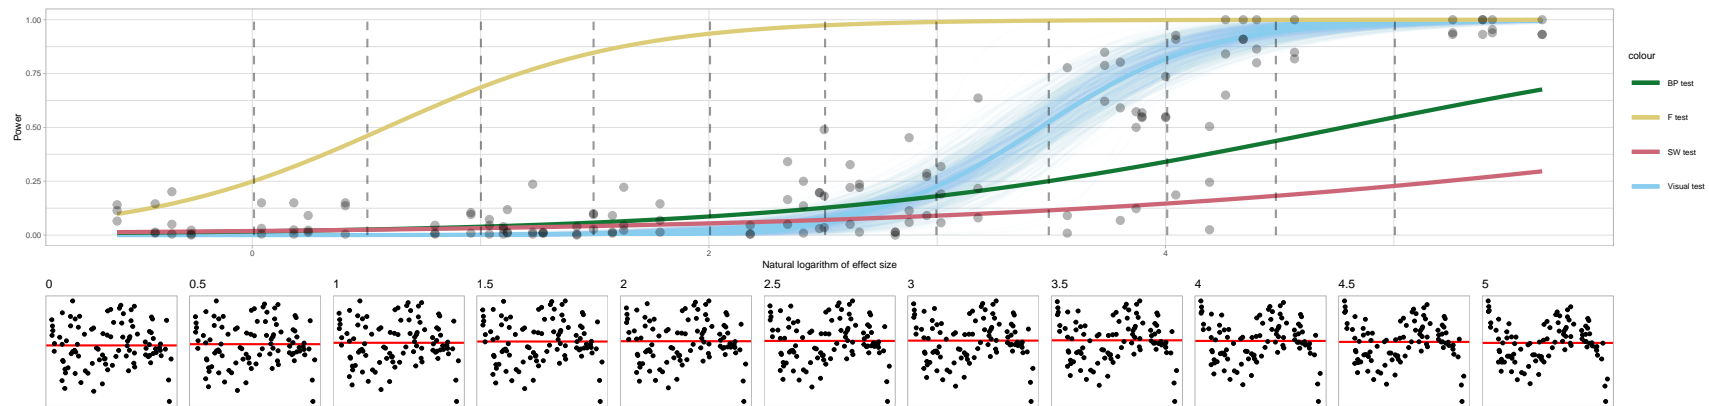 1.00
0.75
0.50
0.25
0.00
Power
0 2 4
Natural logarithm of effect size
colour
BP test
F test
SW test
Visual test
0 0.5 1 1.5 2 2.5 3 3.5 4 4.5 5